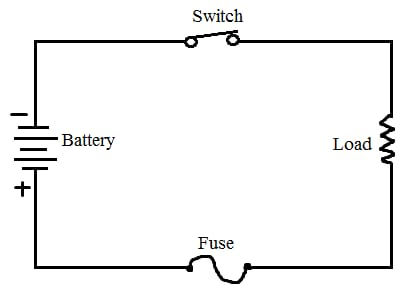 Switch
−
Battery
Load
+
Fuse